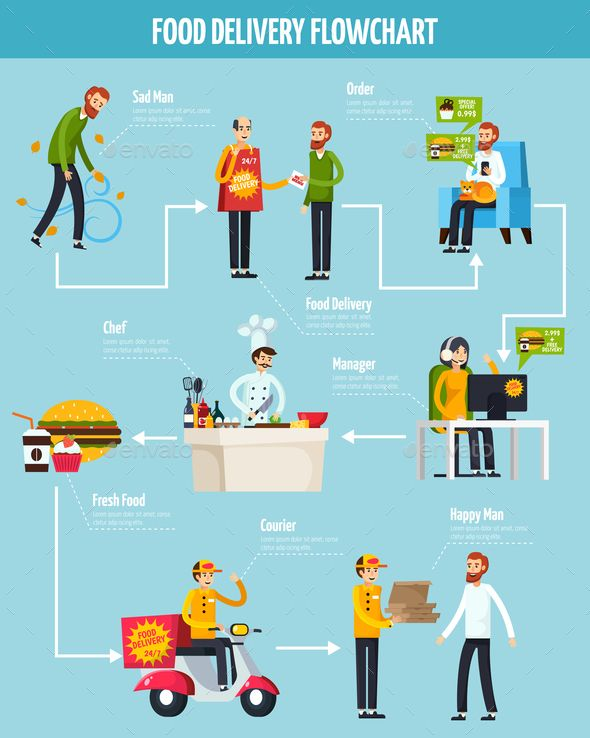 FOOD DELIVERY FLOWCHART
Sad Man
Lorem ipsum dolor sit amet, conse
ctetur adip iscing elite.
24/7
FOOD
DELIVERY
Food Delivery
Lorem ipsum dolor sit amet, conse
ctetur adip iscing elite.
Order
Lorem ipsum dolor sit amet, conse
ctetur adip iscing elite.
SPECIAL
OFFER!
0.99$
2.99$
+
FREE
DELIVERY
2.99$
+
FREE
DELIVERY
Manager
Lorem ipsum dolor sit amet, conse
ctetur adip iscing elite.
Chef
Lorem ipsum dolor sit amet, conse
ctetur adip iscing elite.
Fresh Food
Lorem ipsum dolor sit amet, conse
ctetur adip iscing elite.
Courier
Lorem ipsum dolor sit amet, conse
ctetur adip iscing elite.
FOOD
DELIVERY
24/7
Happy Man
Lorem ipsum dolor sit amet, conse
ctetur adip iscing elite.
envato
envato
envato
envato
envato
envato